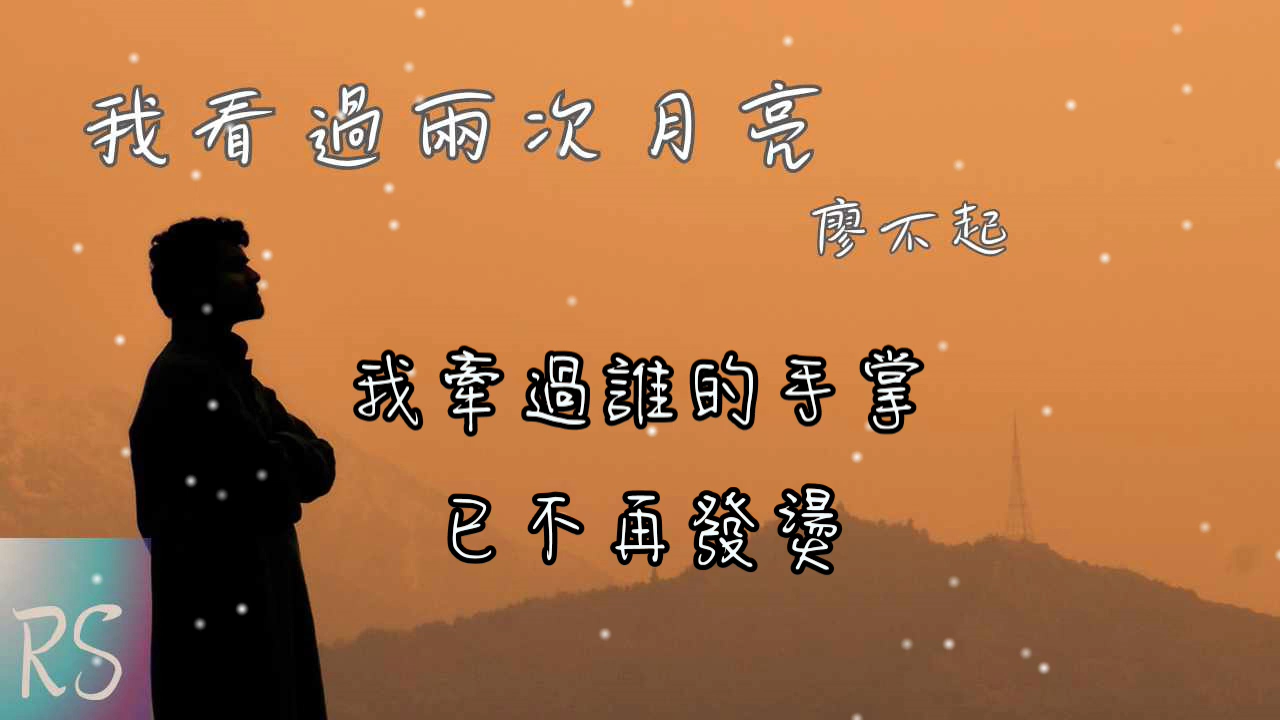 我看過兩次月亮
廖不起
我牽過誰的手掌
已不再發燙
RS